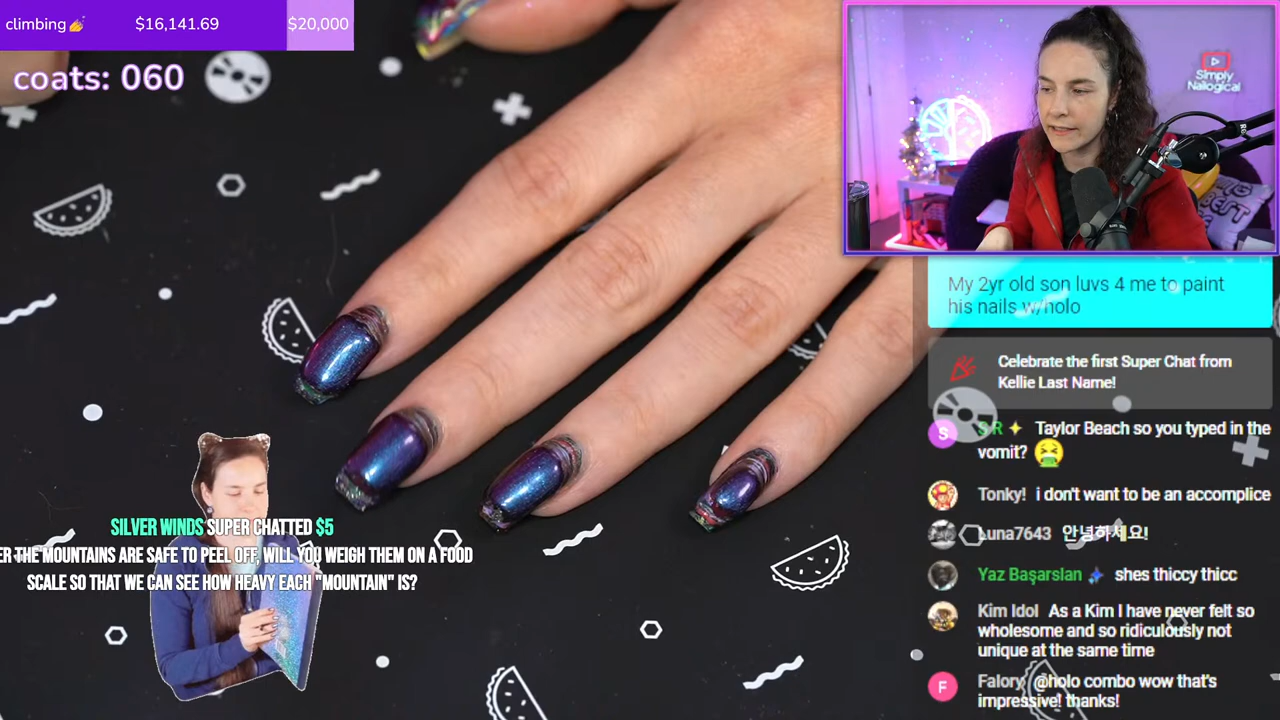 climbing💅 $16,141.69 $20,000
coats: 060
Simply
Nailogical
My 2yr old son luvs 4 me to paint
his nails w/holo
Celebrate the first Super Chat from
Kellie Last Name!
S R ✨ Taylor Beach so you typed in the
vomit? 🤮
Tonky! i don't want to be an accomplice
Luna7643 안녕하세요!
Yaz Başarslan shes thiccy thicc
Kim Idol As a Kim I have never felt so
wholesome and so ridiculously not
unique at the same time
Falory @holo combo wow that's
impressive! thanks!
SILVER WINDS SUPER CHATTED $5
ER THE MOUNTAINS ARE SAFE TO PEEL OFF, WILL YOU WEIGH THEM ON A FOOD
SCALE SO THAT WE CAN SEE HOW HEAVY EACH "MOUNTAIN" IS?